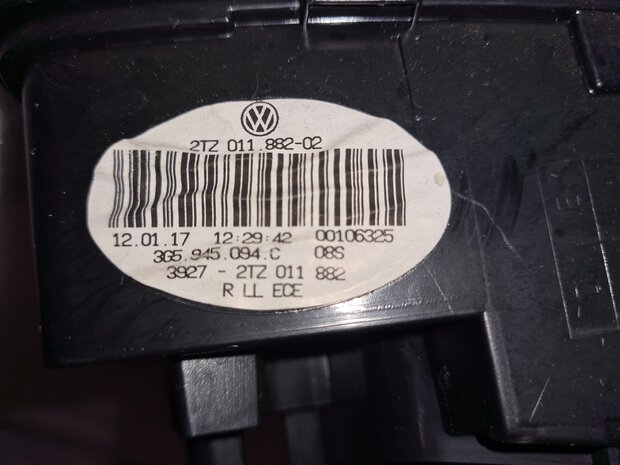 2TZ 011.882-02
12.01.17 12:29:42 00106325
3G5.945.094.C 08S
3927 - 2TZ 011 882
R LL ECE